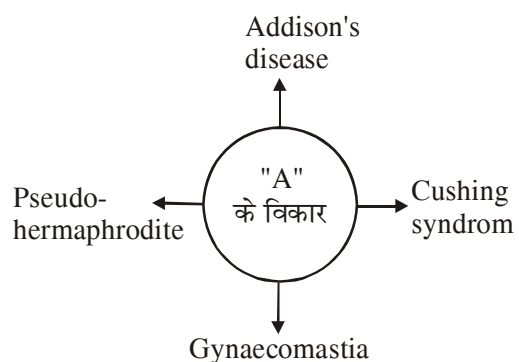 Addison's
disease
"A"
के विकार
Pseudo-
hermaphrodite
Cushing
syndrom
Gynaecomastia